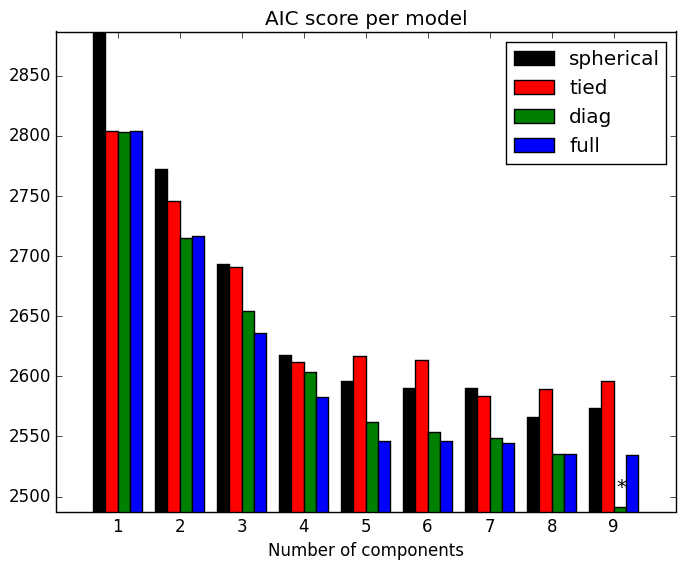 AIC score per model
spherical
tied
diag
full
2850
2800
2750
2700
2650
2600
2550
2500
*
1 2 3 4 5 6 7 8 9
Number of components